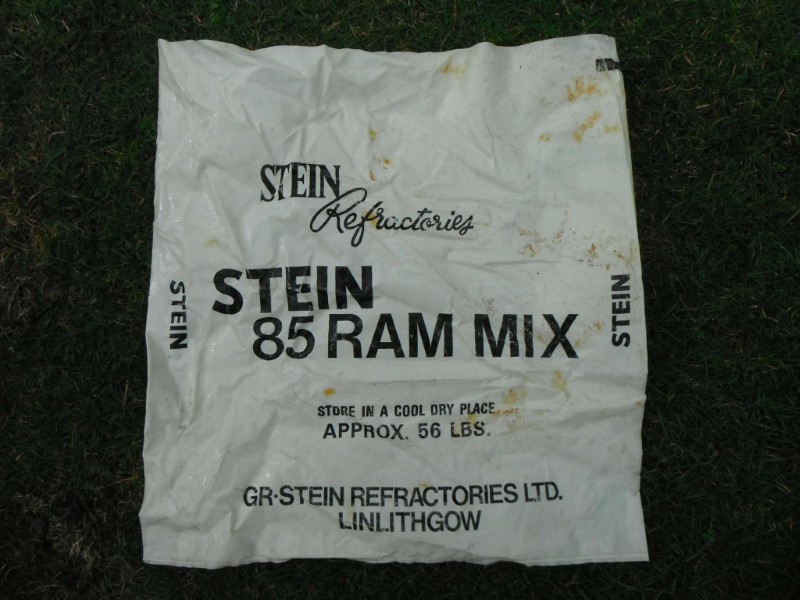 STEIN
Refractories
STEIN
85 RAM MIX
STEIN
STEIN
STORE IN A COOL DRY PLACE
APPROX. 56 LBS.
GR·STEIN REFRACTORIES LTD.
LINLITHGOW